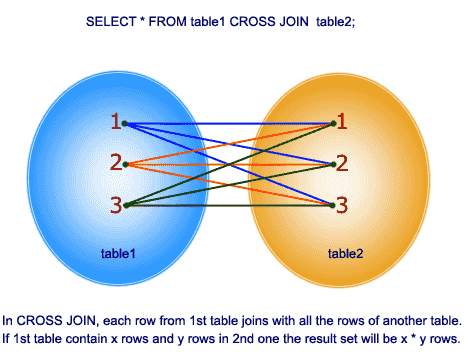 SELECT * FROM table1 CROSS JOIN table2;
1 1
2 2
3 3
table1 table2
In CROSS JOIN, each row from 1st table joins with all the rows of another table.
If 1st table contain x rows and y rows in 2nd one the result set will be x * y rows.